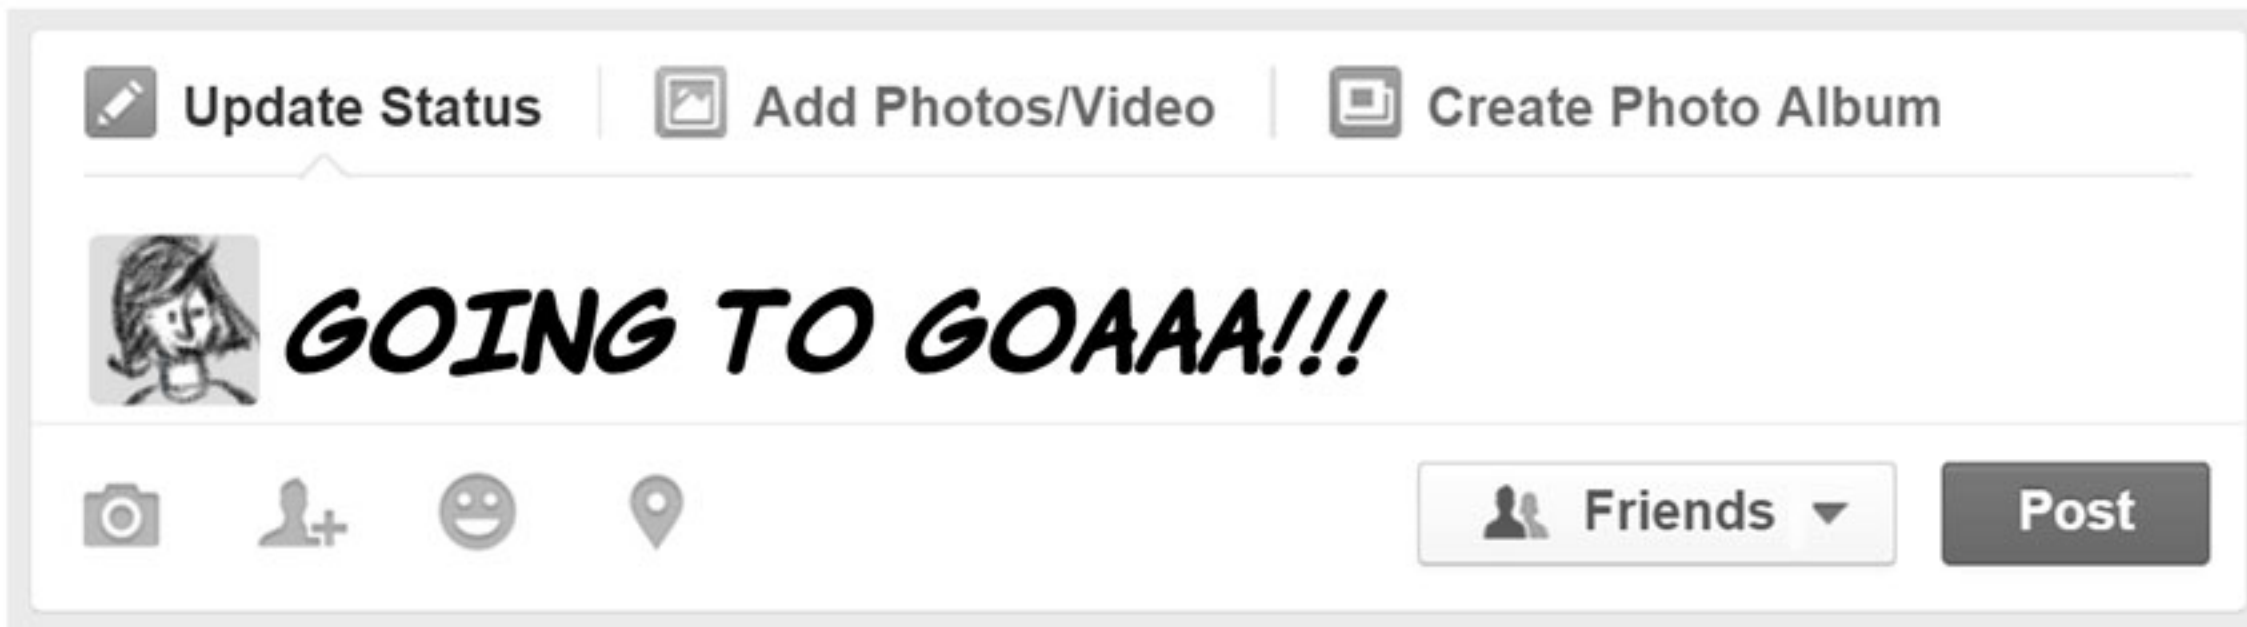 Update Status
Add Photos/Video
Create Photo Album
GOING TO GOAAA!!!
Friends
Post